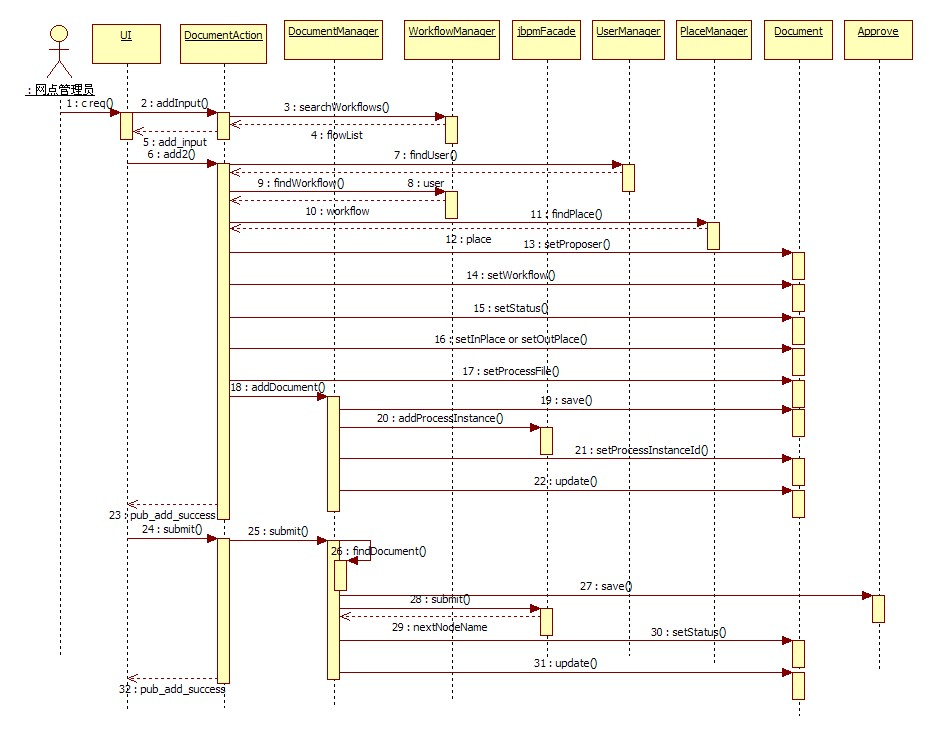 UI
DocumentAction
DocumentManager
WorkflowManager
jbpmFacade
UserManager
PlaceManager
Document
Approve
: 网点管理员
1 : c req()
2 : addInput()
3 : searchWorkflows()
4 : flowList
5 : add_input
6 : add2()
7 : findUser()
8 : user
9 : findWorkflow()
10 : workflow
11 : findPlace()
12 : place
13 : setProposer()
14 : setWorkflow()
15 : setStatus()
16 : setInPlace or setOutPlace()
17 : setProcessFile()
18 : addDocument()
19 : save()
20 : addProcessInstance()
21 : setProcessInstanceId()
22 : update()
23 : pub_add_success
24 : submit()
25 : submit()
26 : findDocument()
27 : save()
28 : submit()
29 : nextNodeName
30 : setStatus()
31 : update()
32 : pub_add_success